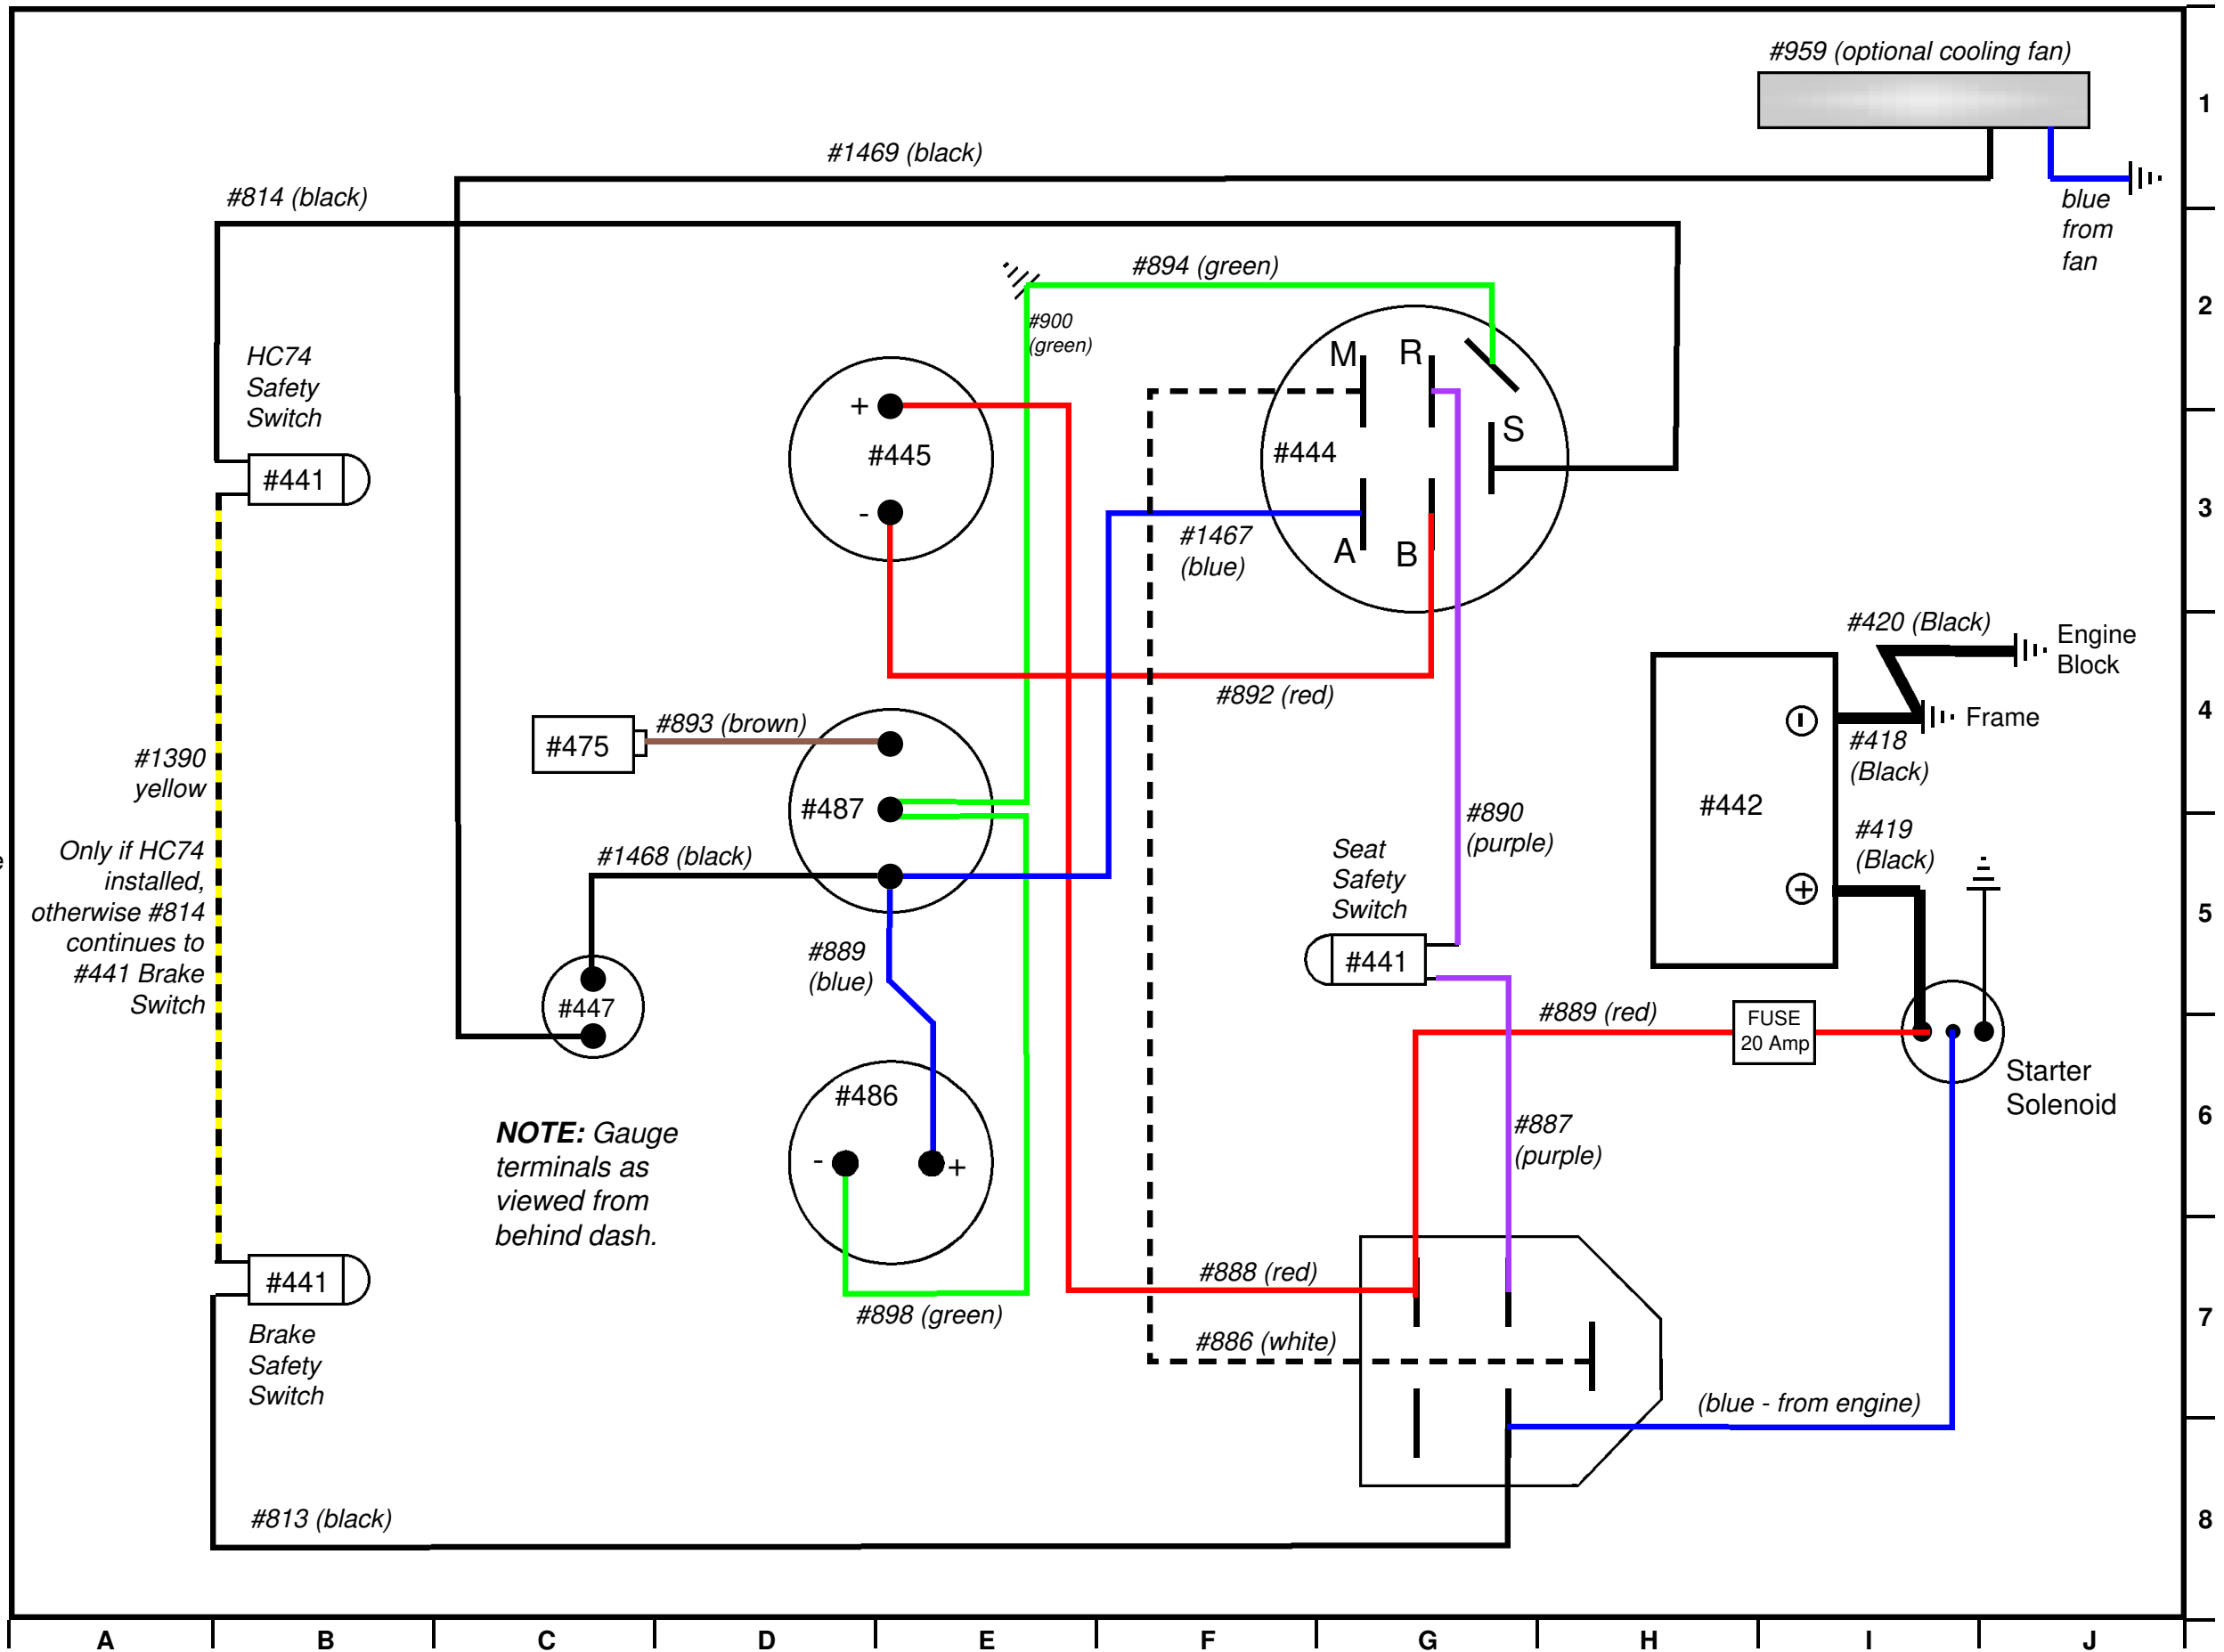 #959 (optional cooling fan)
1
#1469 (black)
#814 (black)
blue
from
fan
#894 (green)
2
#900
(green)
HC74
Safety
Switch
M
R
+
S
#445
#444
#441
-
3
#1467
(blue)
A
B
#420 (Black)
Engine
Block
#892 (red)
4
Frame
#893 (brown)
#475
#418
(Black)
#1390
yellow
#487
#442
#890
(purple)
#419
(Black)
Only if HC74
installed,
otherwise #814
continues to
#441 Brake
Switch
e
#1468 (black)
Seat
Safety
Switch
+
5
#889
(blue)
#441
#447
#889 (red)
FUSE
20 Amp
Starter
Solenoid
#486
6
NOTE: Gauge
terminals as
viewed from
behind dash.
#887
(purple)
-
+
#441
#888 (red)
#898 (green)
7
Brake
Safety
Switch
#886 (white)
(blue - from engine)
#813 (black)
8
A B C D E F G H I J